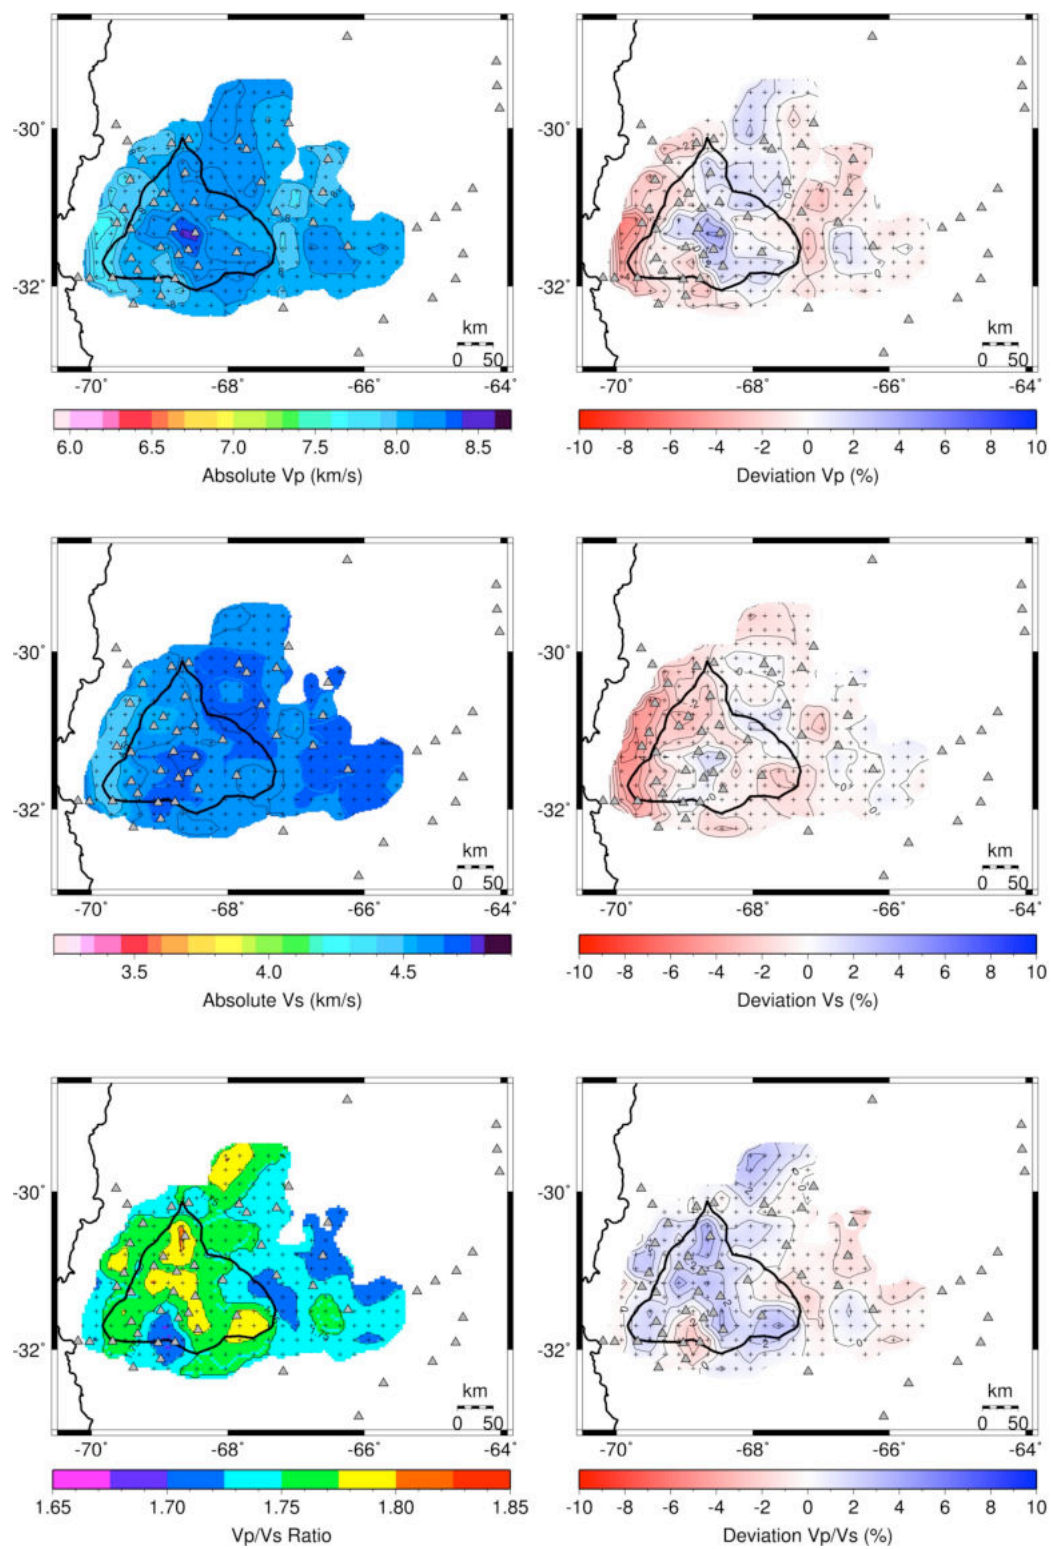 -30° 
-32°
km
0 50
km
0 50
-70° -68° -66° -64°
-70° -68° -66° -64°
6.0 6.5 7.0 7.5 8.0 8.5
-10 -8 -6 -4 -2 0 2 4 6 8 10
Absolute Vp (km/s)
Deviation Vp (%)
-30°
-32°
km
0 50
km
0 50
-70° -68° -66° -64°
-70° -68° -66° -64°
3.5 4.0 4.5
-10 -8 -6 -4 -2 0 2 4 6 8 10
Absolute Vs (km/s)
Deviation Vs (%)
-30°
-32°
km
0 50
km
0 50
-70° -68° -66° -64°
-70° -68° -66° -64°
1.65 1.70 1.75 1.80 1.85
-10 -8 -6 -4 -2 0 2 4 6 8 10
Vp/Vs Ratio
Deviation Vp/Vs (%)